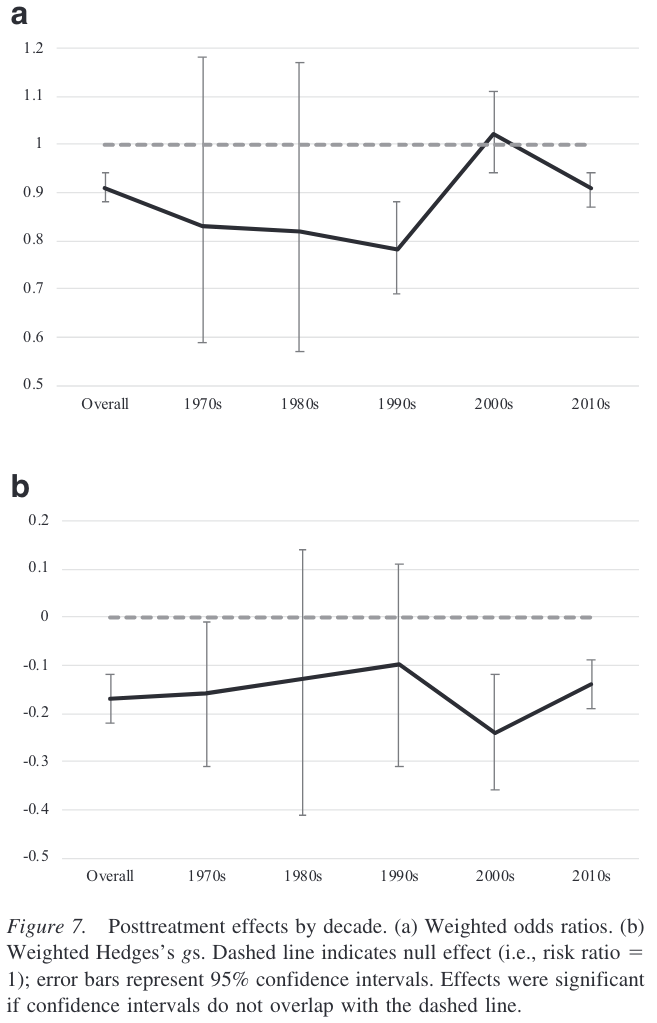 a
1.2
1.1
1
0.9
0.8
0.7
0.6
0.5
Overall 1970s 1980s 1990s 2000s 2010s
b
0.2
0.1
0
-0.1
-0.2
-0.3
-0.4
-0.5
Overall 1970s 1980s 1990s 2000s 2010s
Figure 7. Posttreatment effects by decade. (a) Weighted odds ratios. (b)
Weighted Hedges's gs. Dashed line indicates null effect (i.e., risk ratio =
1); error bars represent 95% confidence intervals. Effects were significant
if confidence intervals do not overlap with the dashed line.